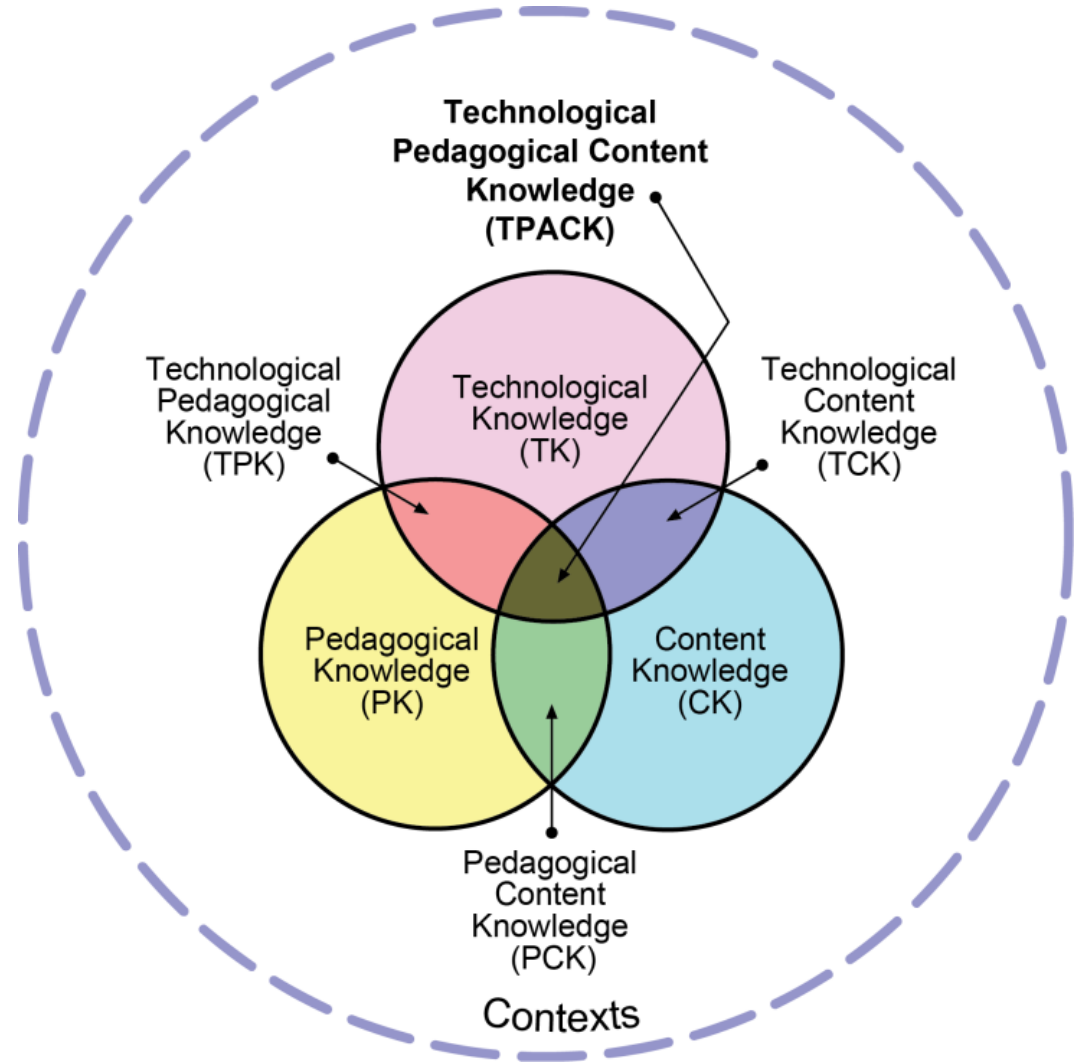 Technological
Pedagogical Content
Knowledge
(TPACK)
Technological
Pedagogical
Knowledge
(TPK)
Technological
Knowledge
(TK)
Technological
Content
Knowledge
(TCK)
Pedagogical
Knowledge
(PK)
Content
Knowledge
(CK)
Pedagogical
Content
Knowledge
(PCK)
Contexts